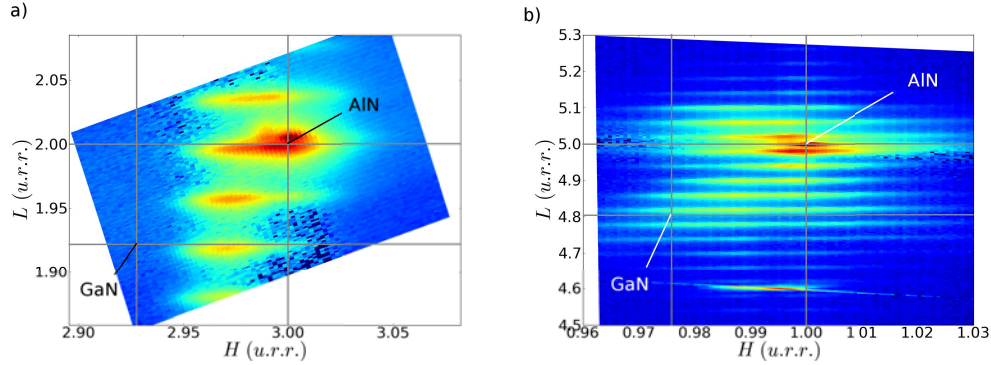 a)
2.05
2.00
1.95
1.90
L (u.r.r.)
AlN
GaN
2.90 2.95 3.00 3.05
H (u.r.r.)
b)
5.3
5.2
5.1
5.0
4.9
4.8
4.7
4.6
4.5
L (u.r.r.)
AlN
GaN
0.96 0.97 0.98 0.99 1.00 1 01 1.02 1.03
H (u.r.r.)